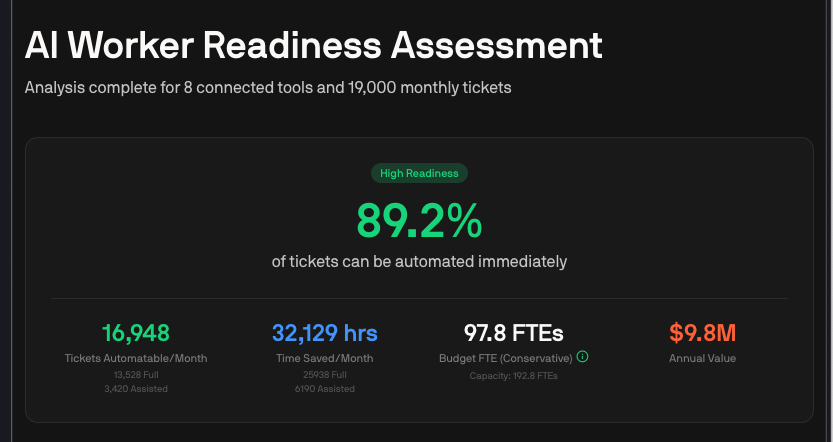 AI Worker Readiness Assessment
Analysis complete for 8 connected tools and 19,000 monthly tickets
High Readiness
89.2%
of tickets can be automated immediately
16,948
Tickets Automatable/Month
13,528 Full
3,420 Assisted
32,129 hrs
Time Saved/Month
25938 Full
6190 Assisted
97.8 FTEs
Budget FTE (Conservative)
Capacity: 192.8 FTEs
$9.8M
Annual Value